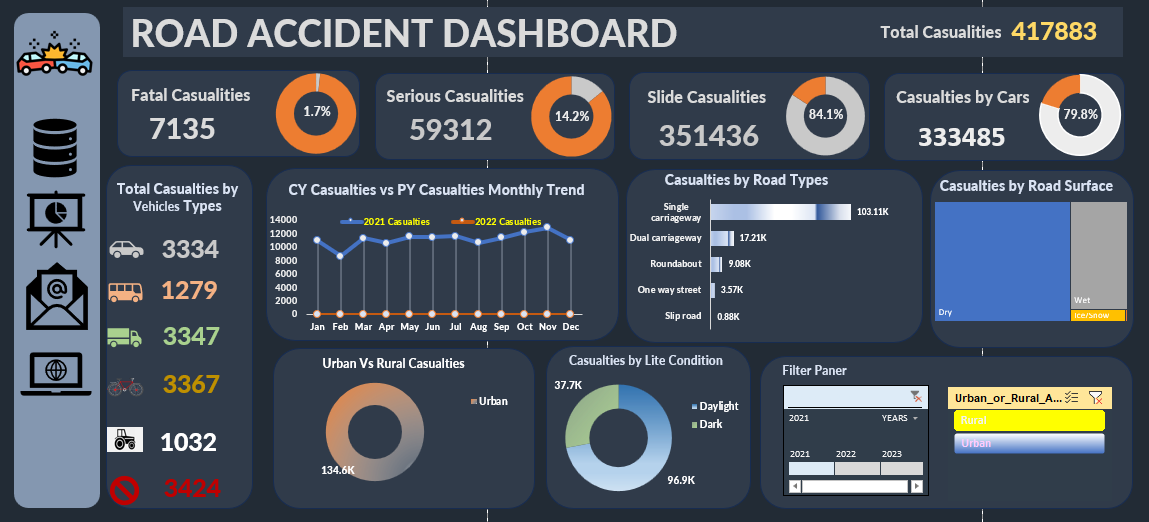 ROAD ACCIDENT DASHBOARD
Total Casualities 417883
Fatal Casualities
7135
1.7%
Serious Casualities
59312
14.2%
Slide Casualities
351436
84.1%
Casualties by Cars
333485
79.8%
Total Casualties by
Vehicles Types
3334
1279
3347
3367
1032
3424
CY Casualties vs PY Casualties Monthly Trend
2021 Casualties
2022 Casualties
14000
12000
10000
8000
6000
4000
2000
0
Jan Feb Mar Apr May Jun Jul Aug Sep Oct Nov Dec
Casualties by Road Types
Single
carriageway
103.11K
Dual carriageway 17.21K
Roundabout 9.08K
One way street 3.57K
Slip road 0.88K
Casualties by Road Surface
Dry
Wet
Ice/Snow
Urban Vs Rural Casualties
Urban
134.6K
Casualties by Lite Condition
37.7K
Daylight
Dark
96.9K
Filter Paner
2021 YEARS
2021 2022 2023
Urban_or_Rural_A...
Rural
Urban